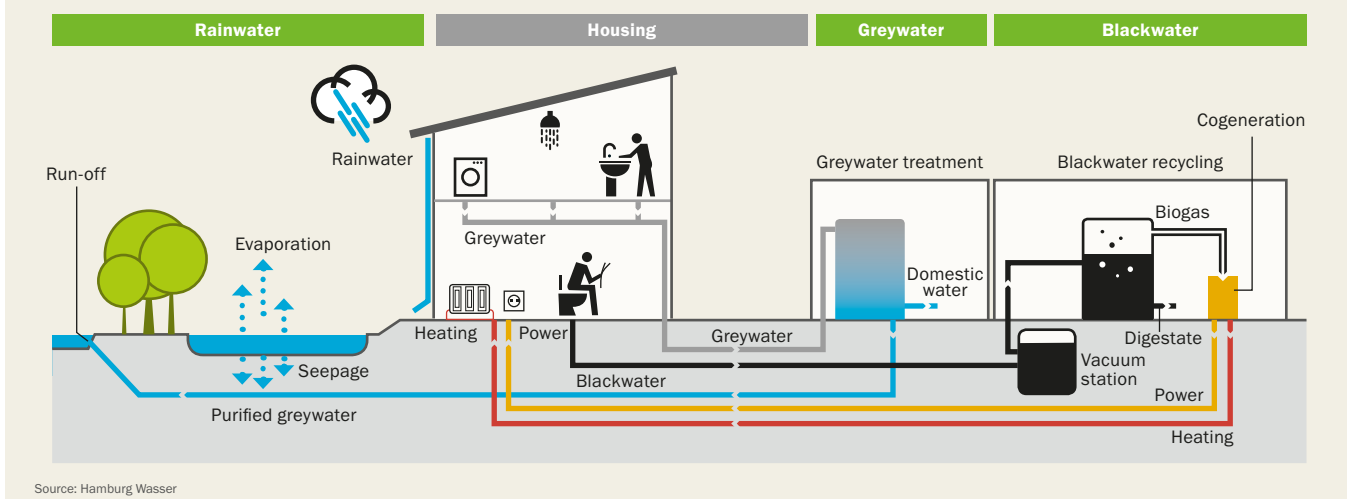 Rainwater
Housing
Greywater
Blackwater
Cogeneration
Rainwater
Greywater treatment
Blackwater recycling
Run-off
Biogas
Evaporation
Greywater
Domestic
water
Heating
Power
Greywater
Digestate
Seepage
Vacuum
station
Blackwater
Power
Purified greywater
Heating
Source: Hamburg Wasser